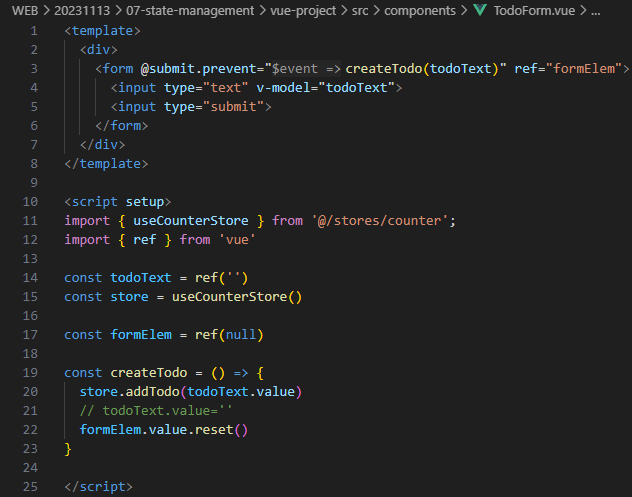 WEB > 20231113 > 07-state-management > vue-project > src > components > TodoForm.vue > ...
1 <template>
2   <div>
3     <form @submit.prevent="$event => createTodo(todoText)" ref="formElem">
4       <input type="text" v-model="todoText">
5       <input type="submit">
6     </form>
7   </div>
8 </template>
9
10 <script setup>
11 import { useCounterStore } from '@/stores/counter';
12 import { ref } from 'vue'
13
14 const todoText = ref('')
15 const store = useCounterStore()
16
17 const formElem = ref(null)
18
19 const createTodo = () => {
20   store.addTodo(todoText.value)
21   // todoText.value=''
22   formElem.value.reset()
23 }
24
25 </script>